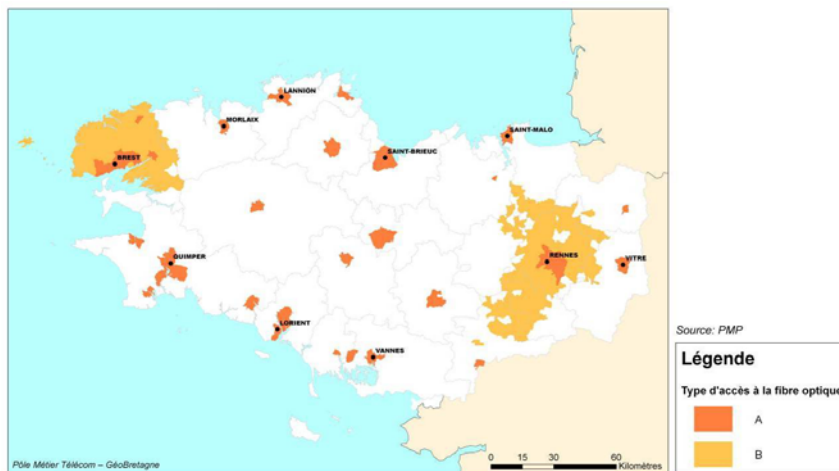 LANNION
MORLAIX
SAINT-MALO
SAINT-BRIEUC
BREST
QUIMPER
RENNES
VITRE
LORIENT
VANNES
Source: PMP
Légende
Type d'accès à la fibre optique
A
B
0 15 30 60
Kilomètres
Pôle Métier Télécom – GéoBretagne